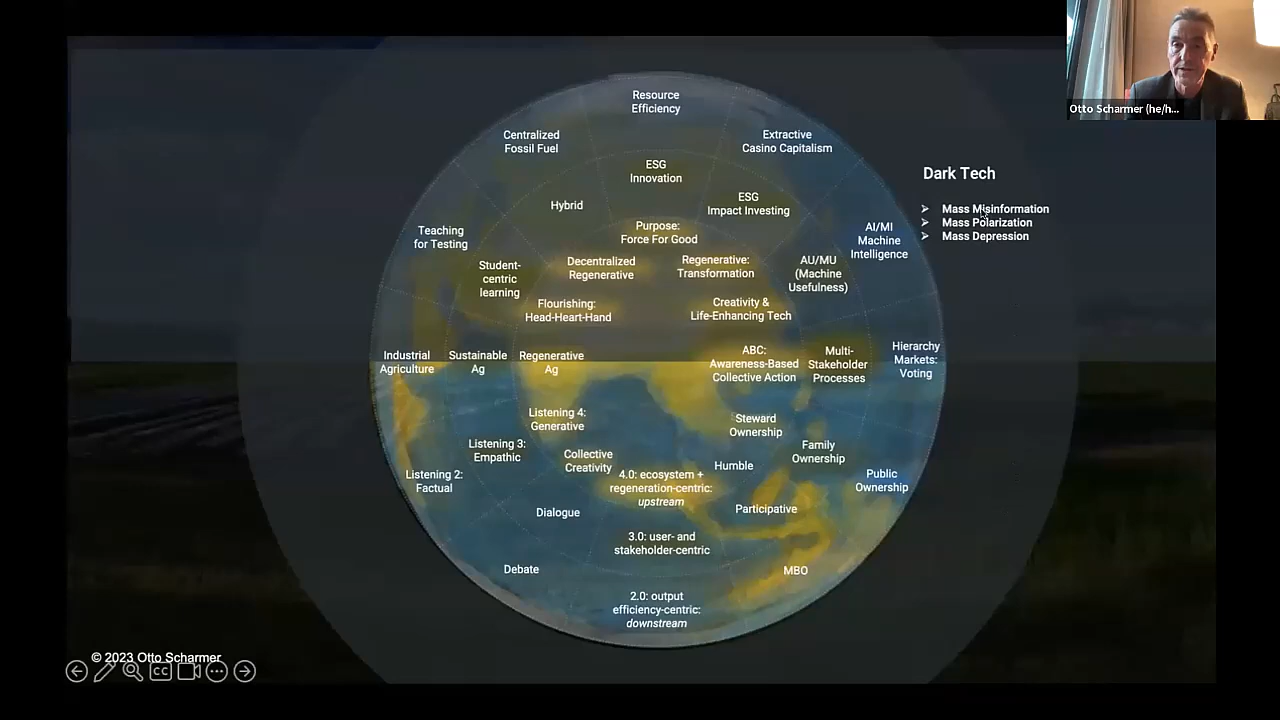 Otto Scharmer (he/h...
Resource
Efficiency
Centralized
Fossil Fuel
Extractive
Casino Capitalism
ESG
Innovation
Hybrid
ESG
Impact Investing
Dark Tech
Mass Misinformation
Mass Polarization
Mass Depression
Teaching
for Testing
Purpose:
Force For Good
AI/MI
Machine
Intelligence
Student-
centric
learning
Decentralized
Regenerative
Regenerative:
Transformation
AU/MU
(Machine
Usefulness)
Flourishing:
Head-Heart-Hand
Creativity &
Life-Enhancing Tech
Industrial
Agriculture
Sustainable
Ag
Regenerative
Ag
ABC:
Awareness-Based
Collective Action
Multi-
Stakeholder
Processes
Hierarchy
Markets:
Voting
Listening 4:
Generative
Steward
Ownership
Listening 3:
Empathic
Collective
Creativity
Humble
Family
Ownership
Listening 2:
Factual
4.0: ecosystem +
regeneration-centric:
upstream
Public
Ownership
Dialogue
Participative
3.0: user- and
stakeholder-centric
Debate
MBO
2.0: output
efficiency-centric:
downstream
© 2023 Otto Scharmer
CC